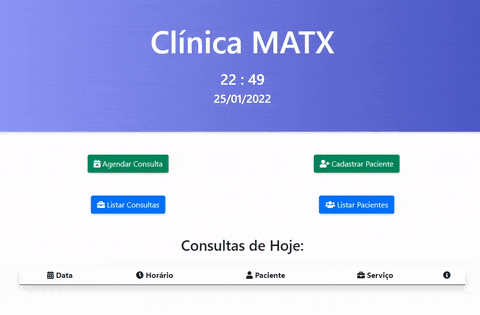 Clínica MATX
22 : 49
25/01/2022
Agendar Consulta
Cadastrar Paciente
Listar Consultas
Listar Pacientes
Consultas de Hoje:
Data Horário Paciente Serviço